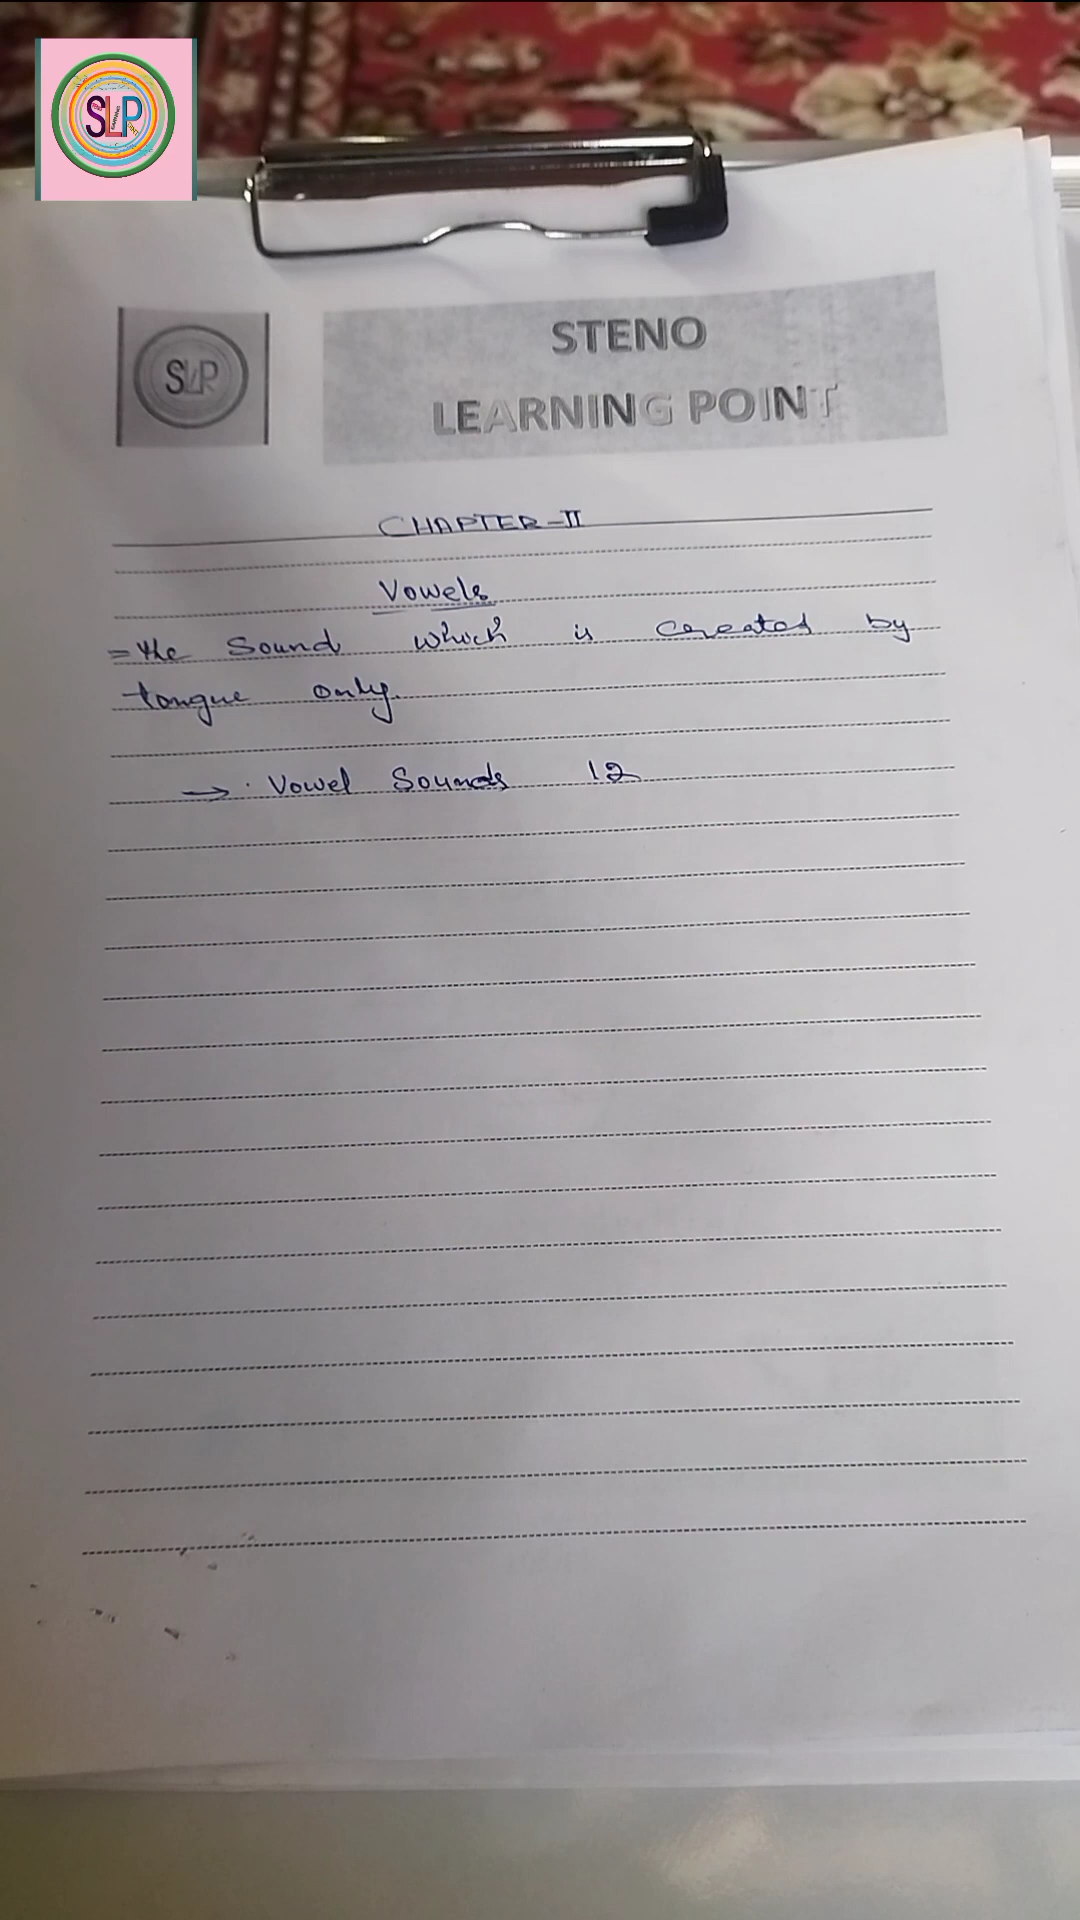 SLP
SLP
STENO
LEARNING POINT
CHAPTER-II
Vowels
= the Sound which is created by
tongue only.
→ Vowel Sounds 12